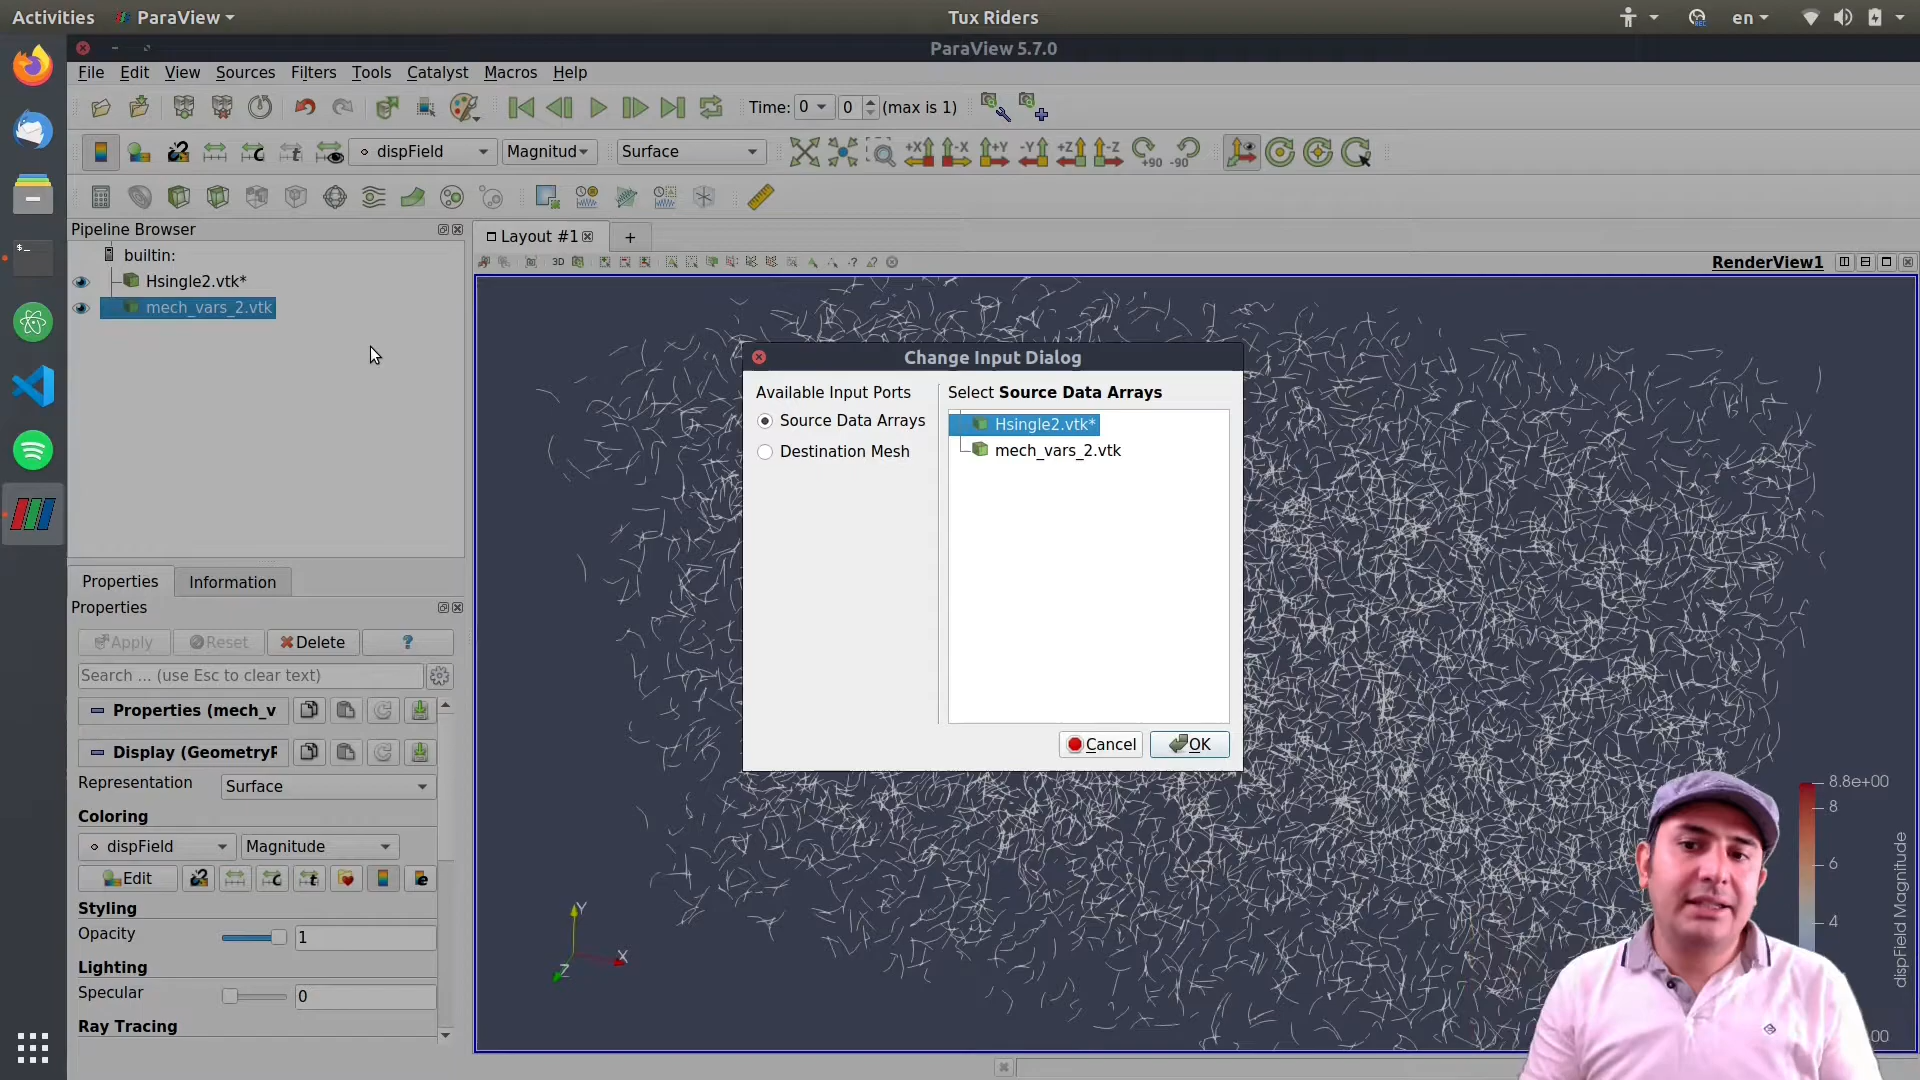 Activities
ParaView
Tux Riders
en
ParaView 5.7.0
File Edit View Sources Filters Tools Catalyst Macros Help
Time: 0 0 (max is 1)
dispField Magnitud Surface
+X -X +Y -Y +Z -Z +90 -90
Pipeline Browser
builtin:
Hsingle2.vtk*
mech_vars_2.vtk
Layout #1
+
3D
RenderView1
Change Input Dialog
Available Input Ports
Source Data Arrays
Destination Mesh
Select Source Data Arrays
Hsingle2.vtk*
mech_vars_2.vtk
Cancel OK
Properties Information
Properties
Apply Reset Delete ?
Search ... (use Esc to clear text)
Properties (mech_v
Display (GeometryR
Representation Surface
Coloring
dispField Magnitude
Edit
Styling
Opacity 1
Lighting
Specular 0
Ray Tracing
Y
X
Z
8.8e+00
8
6
4
00
dispField Magnitude